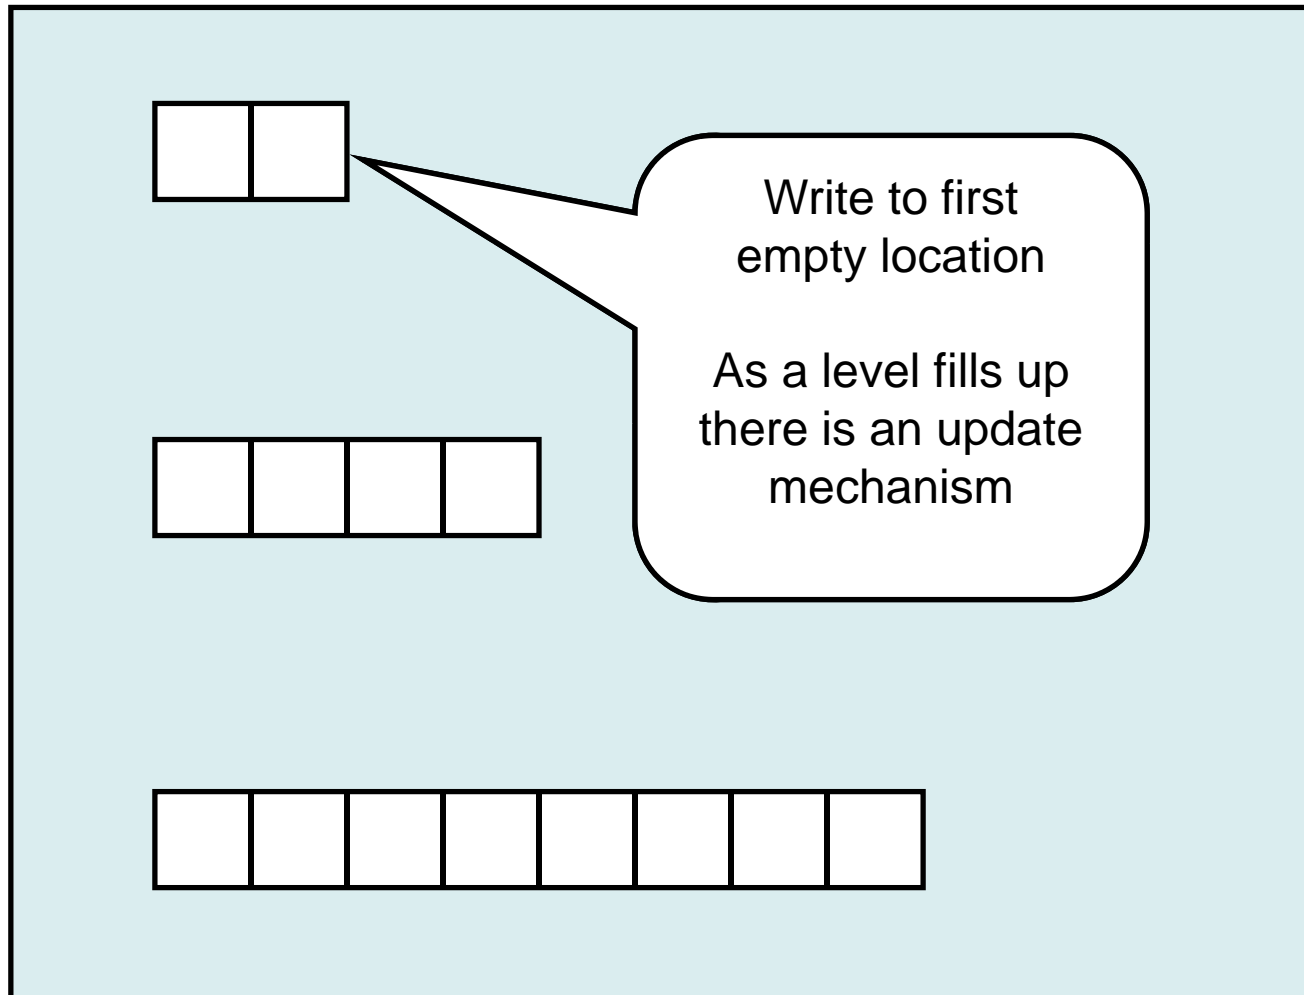 Write to first
empty location
As a level fills up
there is an update
mechanism